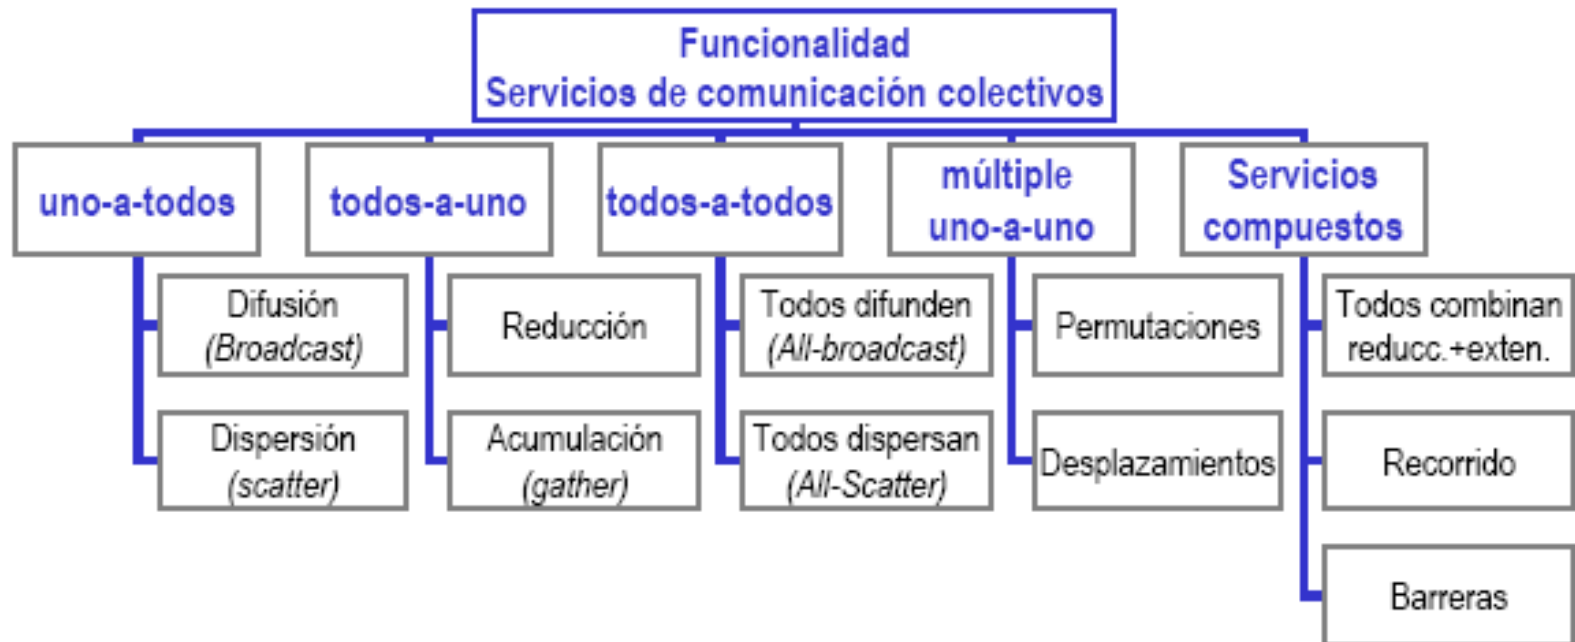 Funcionalidad
Servicios de comunicación colectivos
uno-a-todos
Difusión
(Broadcast)
Dispersión
(scatter)
todos-a-uno
Reducción
Acumulación
(gather)
todos-a-todos
Todos difunden
(All-broadcast)
Todos dispersan
(All-Scatter)
múltiple
uno-a-uno
Permutaciones
Desplazamientos
Servicios
compuestos
Todos combinan
reducc.+exten.
Recorrido
Barreras